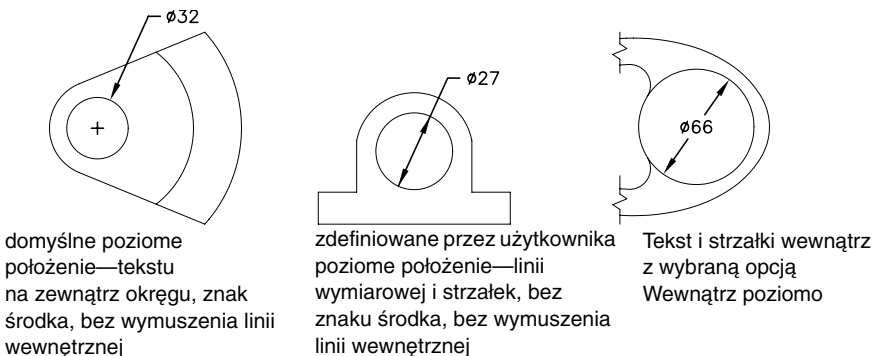 ø32
domyślne poziome
położenie—tekstu
na zewnątrz okręgu, znak
środka, bez wymuszenia linii
wewnętrznej
ø27
zdefiniowane przez użytkownika
poziome położenie—linii
wymiarowej i strzałek, bez
znaku środka, bez wymuszenia
linii wewnętrznej
ø66
Tekst i strzałki wewnątrz
z wybraną opcją
Wewnątrz poziomo